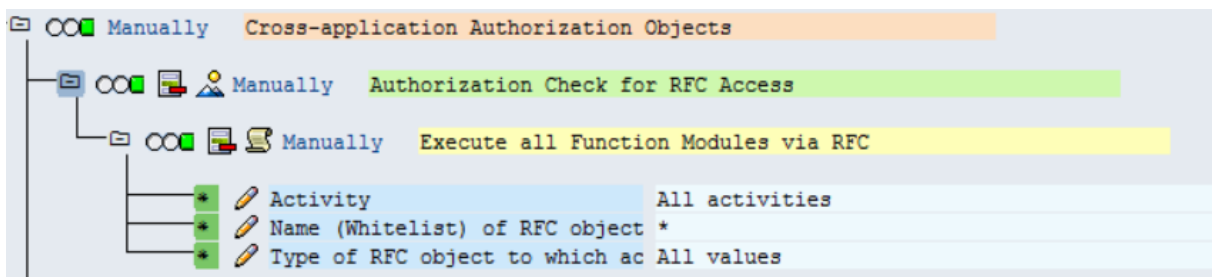 Manually Cross-application Authorization Objects
Manually Authorization Check for RFC Access
Manually Execute all Function Modules via RFC
* Activity All activities
* Name (Whitelist) of RFC object *
* Type of RFC object to which ac All values